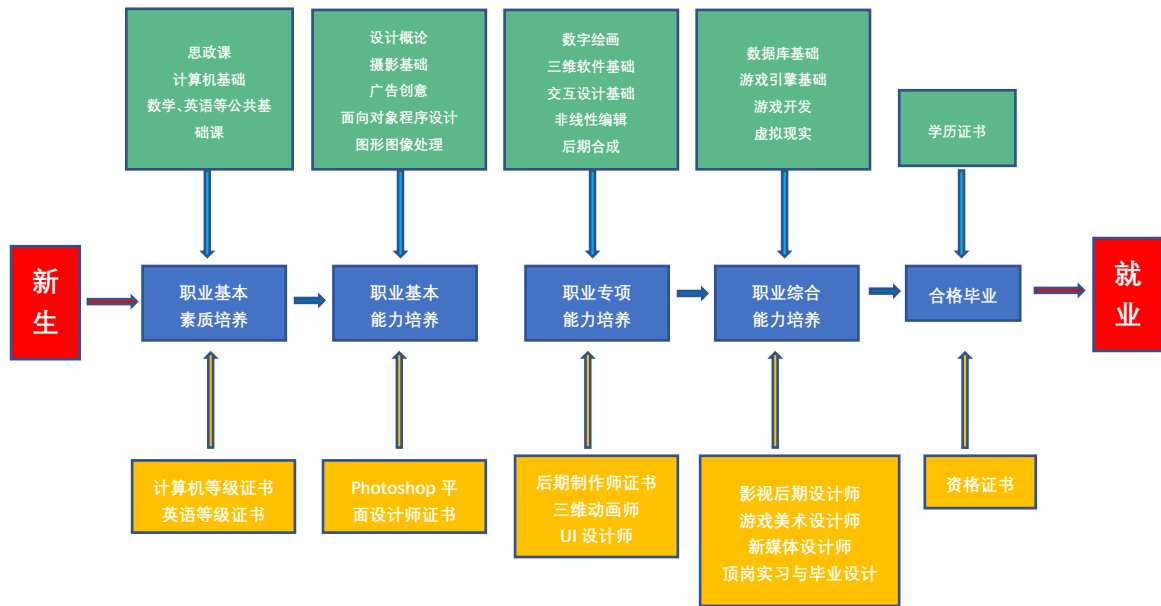 思政课
计算机基础
数学、英语等公共基
础课
设计概论
摄影基础
广告创意
面向对象程序设计
图形图像处理
数字绘画
三维软件基础
交互设计基础
非线性编辑
后期合成
数据库基础
游戏引擎基础
游戏开发
虚拟现实
学历证书
新
生
职业基本
素质培养
职业基本
能力培养
职业专项
能力培养
职业综合
能力培养
合格毕业
就
业
计算机等级证书
英语等级证书
Photoshop 平
面设计师证书
后期制作师证书
三维动画师
UI 设计师
影视后期设计师
游戏美术设计师
新媒体设计师
顶岗实习与毕业设计
资格证书